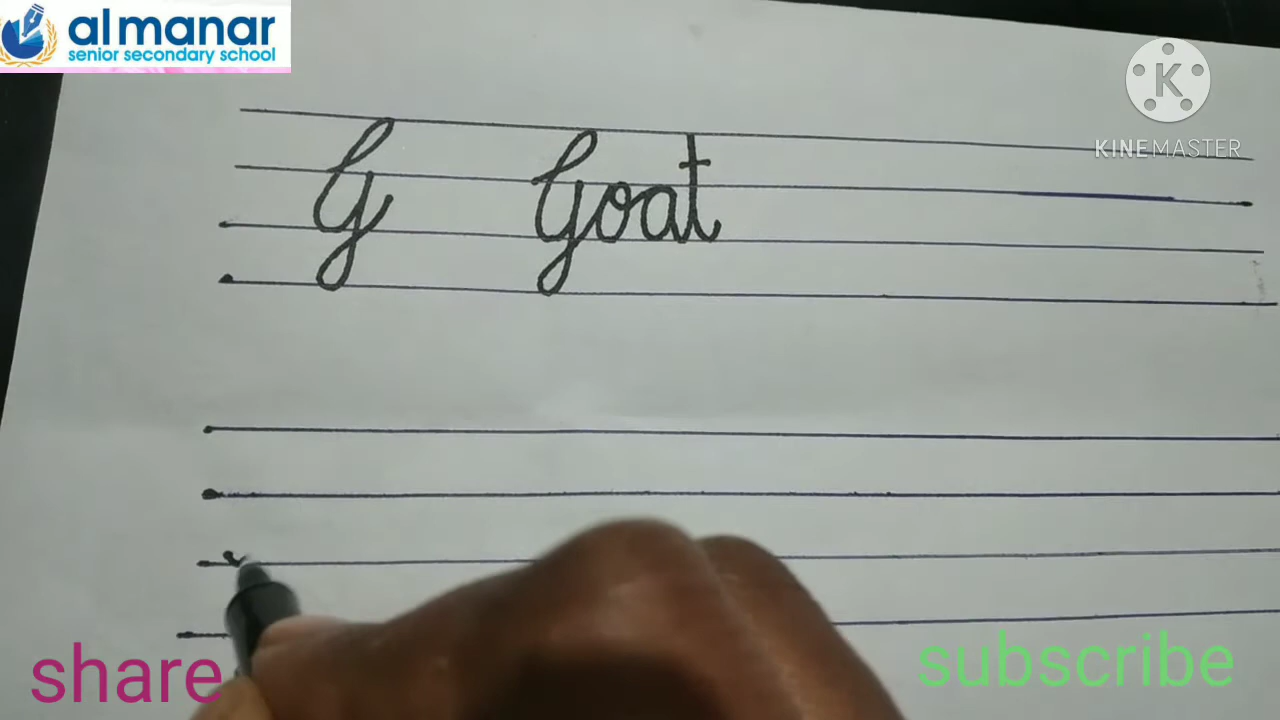 al manar
senior secondary school
K
KINEMASTER
G Goat
share
subscribe